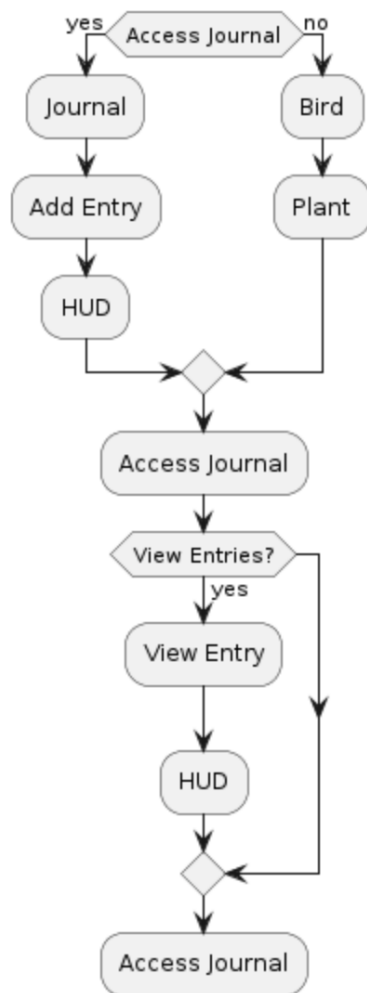 yes
Access Journal
no
Journal
Bird
Add Entry
Plant
HUD
Access Journal
View Entries?
yes
View Entry
HUD
Access Journal